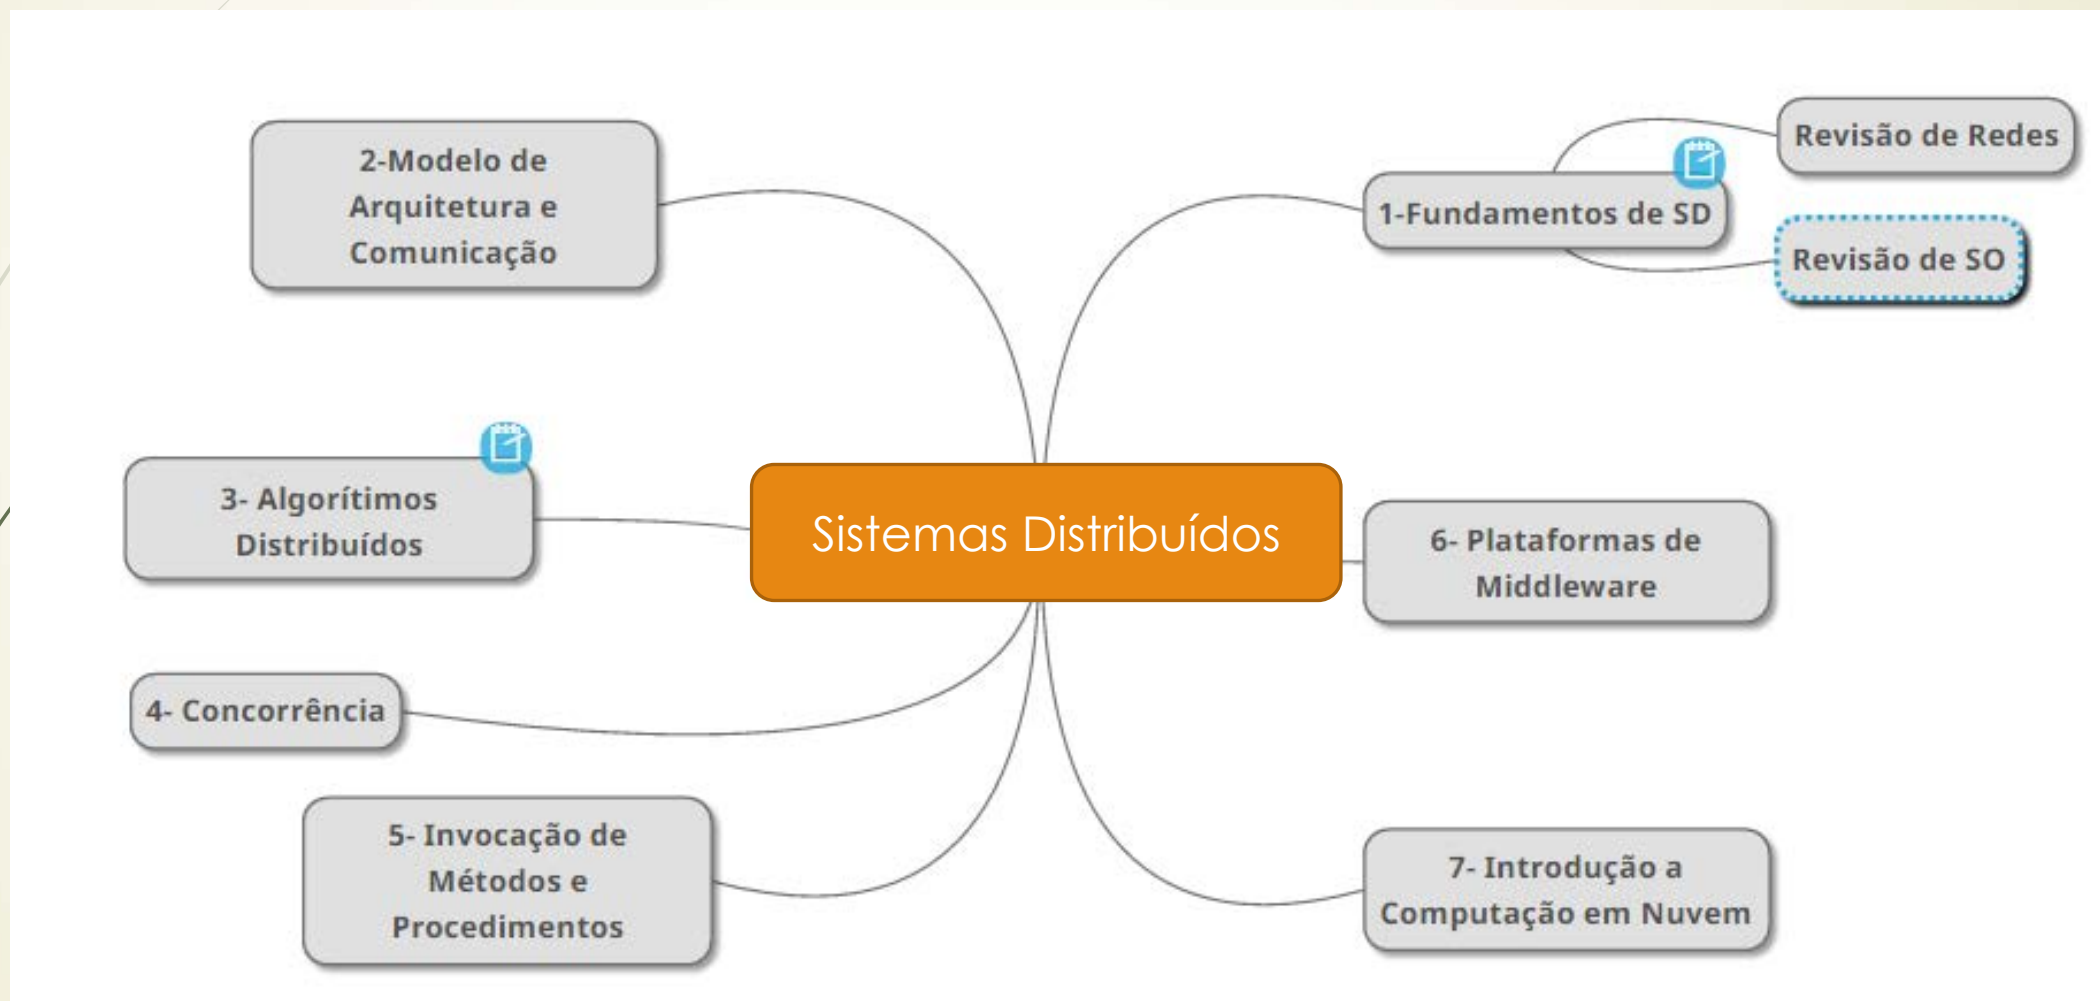 2-Modelo de
Arquitetura e
Comunicação
Revisão de Redes
1-Fundamentos de SD
Revisão de SO
3- Algorítimos
Distribuídos
Sistemas Distribuídos
6- Plataformas de
Middleware
4- Concorrência
5- Invocação de
Métodos e
Procedimentos
7- Introdução a
Computação em Nuvem